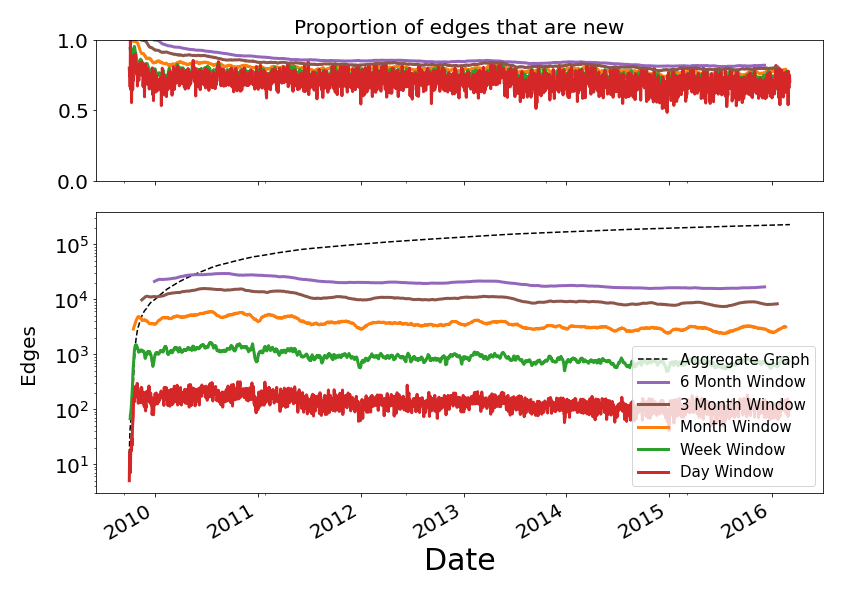 Proportion of edges that are new
1.0
0.5
0.0
10⁵
10⁴
10³
10²
10¹
Edges
Aggregate Graph
6 Month Window
3 Month Window
Month Window
Week Window
Day Window
2010 2011 2012 2013 2014 2015 2016
Date